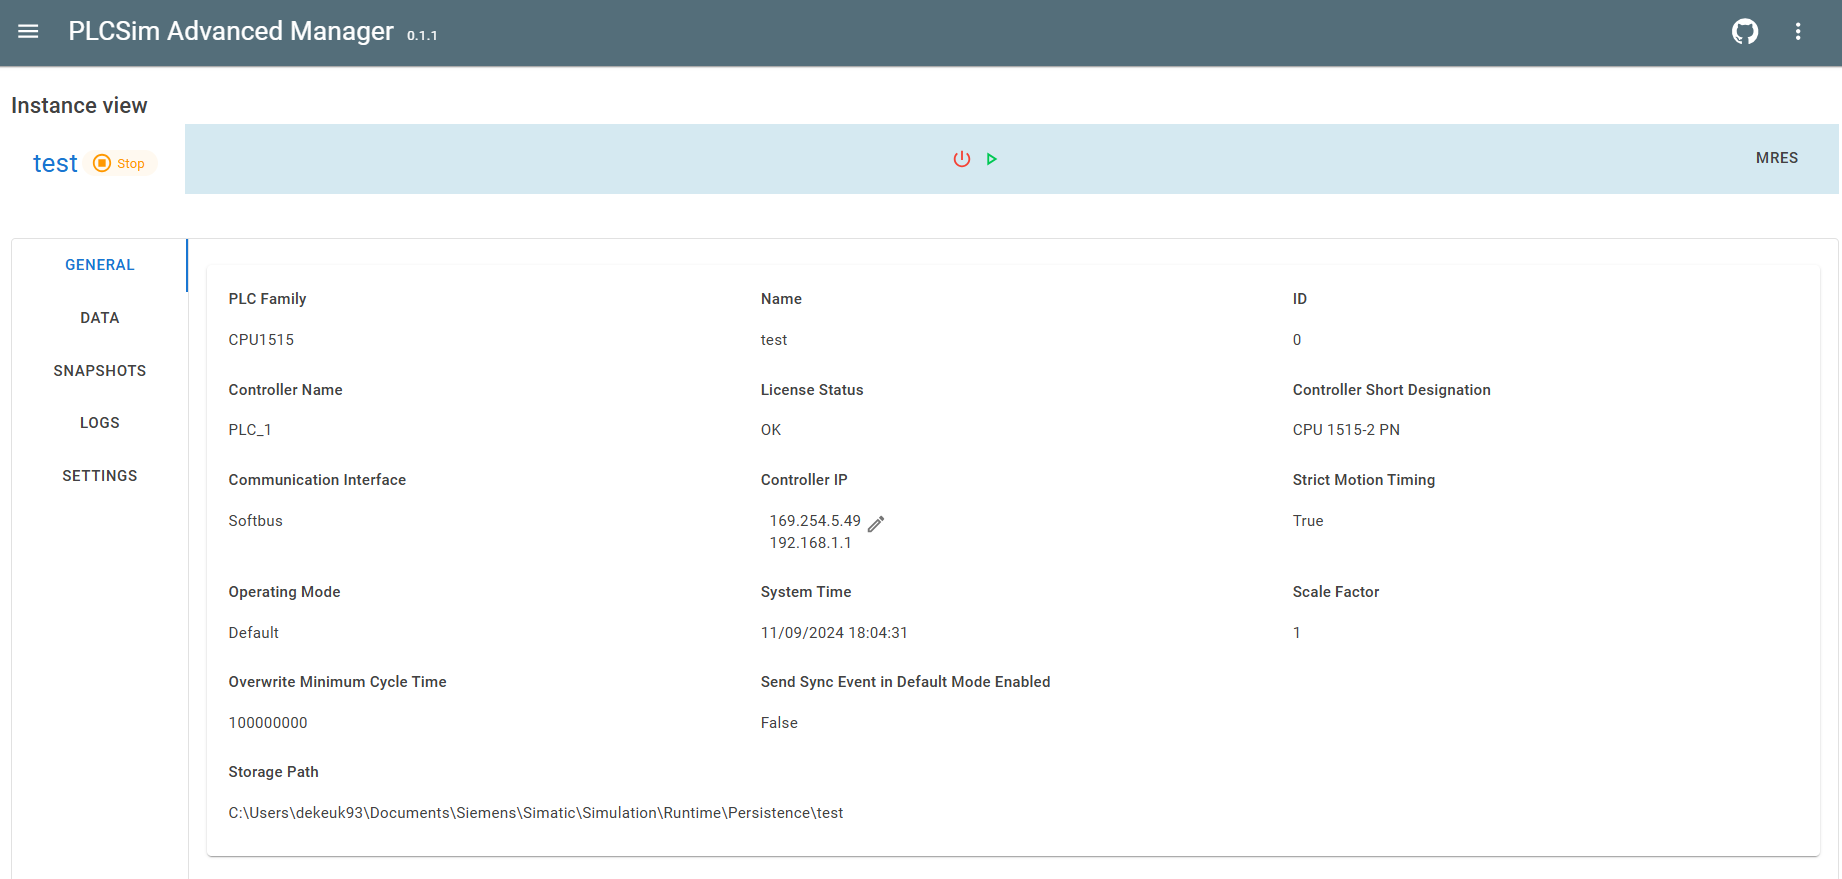 PLCSim Advanced Manager 0.1.1
Instance view
test Stop
MRES
GENERAL
DATA
SNAPSHOTS
LOGS
SETTINGS
PLC Family Name ID
CPU1515 test 0
Controller Name License Status Controller Short Designation
PLC_1 OK CPU 1515-2 PN
Communication Interface Controller IP Strict Motion Timing
Softbus 169.254.5.49 True
192.168.1.1
Operating Mode System Time Scale Factor
Default 11/09/2024 18:04:31 1
Overwrite Minimum Cycle Time Send Sync Event in Default Mode Enabled
100000000 False
Storage Path
C:\Users\dekeuk93\Documents\Siemens\Simatic\Simulation\Runtime\Persistence\test